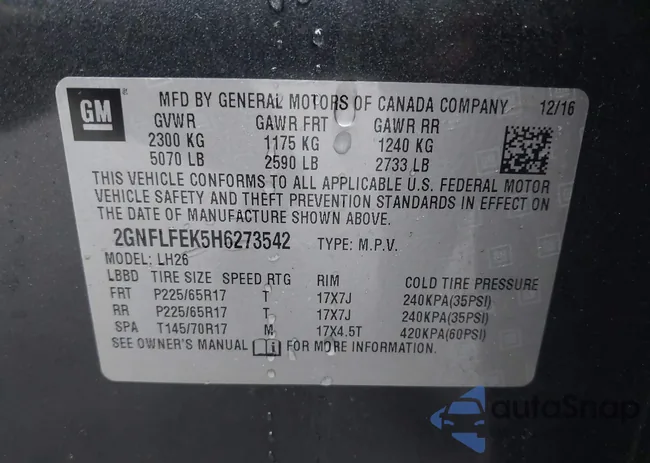 GM
MFD BY GENERAL MOTORS OF CANADA COMPANY 12/16
GVWR GAWR FRT GAWR RR
2300 KG 1175 KG 1240 KG
5070 LB 2590 LB 2733 LB
THIS VEHICLE CONFORMS TO ALL APPLICABLE U.S. FEDERAL MOTOR
VEHICLE SAFETY AND THEFT PREVENTION STANDARDS IN EFFECT ON
THE DATE OF MANUFACTURE SHOWN ABOVE.
2GNFLFEK5H6273542 TYPE: M.P.V.
MODEL: LH26
LBBD TIRE SIZE SPEED RTG RIM COLD TIRE PRESSURE
FRT P225/65R17 T 17X7J 240KPA(35PSI)
RR P225/65R17 T 17X7J 240KPA(35PSI)
SPA T145/70R17 M 17X4.5T 420KPA(60PSI)
SEE OWNER'S MANUAL FOR MORE INFORMATION.
autoSnap